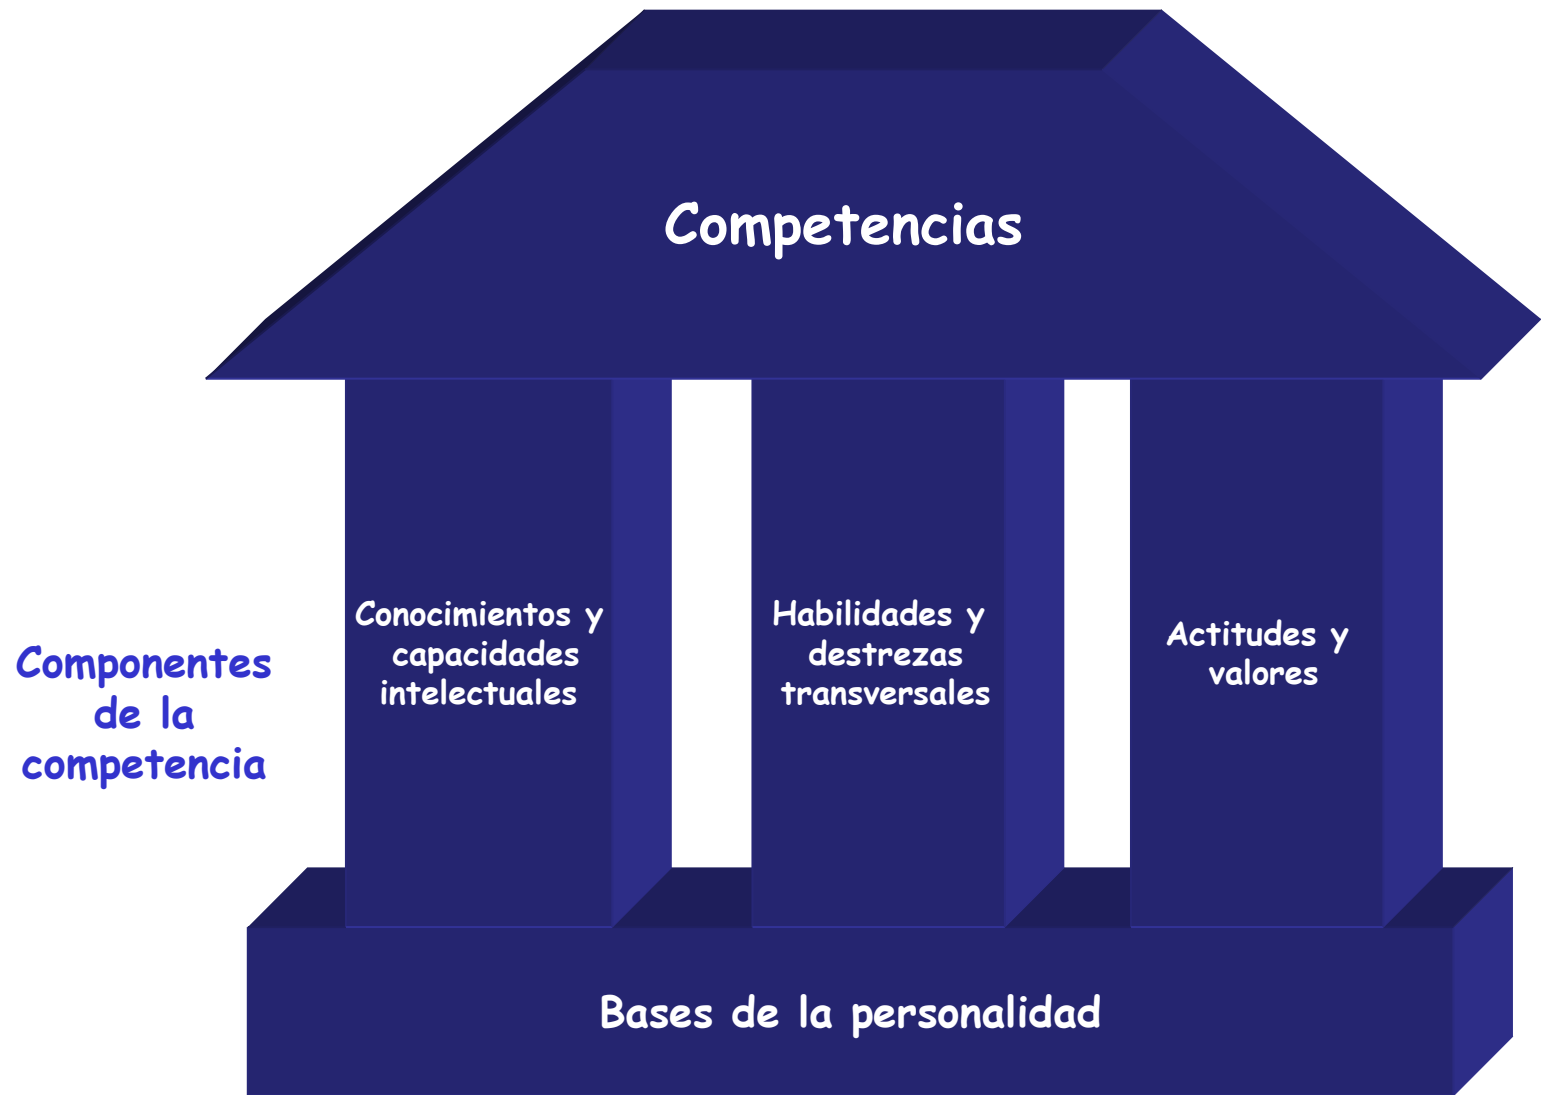 Competencias
Componentes
de la
competencia
Conocimientos y
capacidades
intelectuales
Habilidades y
destrezas
transversales
Actitudes y
valores
Bases de la personalidad